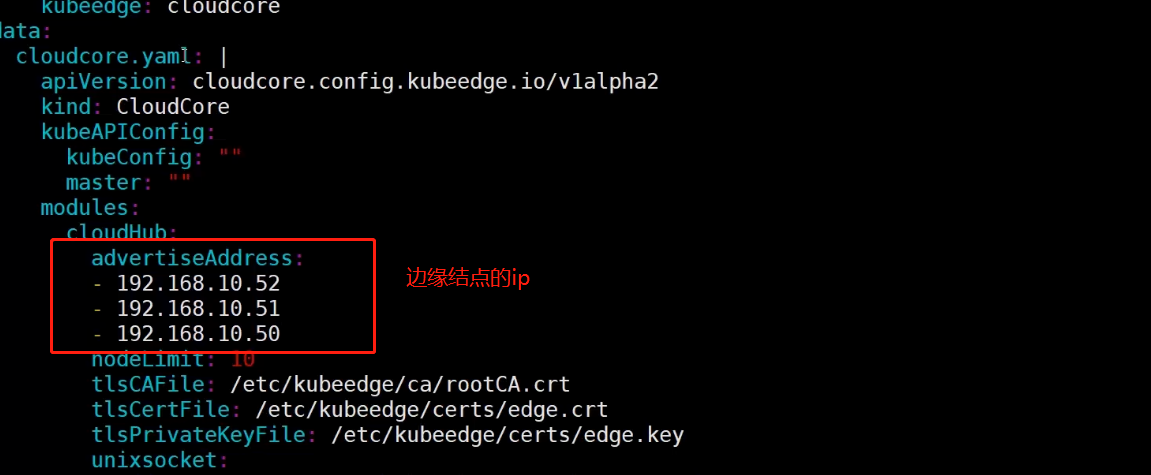 kubeedge: cloudcore
data:
cloudcore.yaml: |
apiVersion: cloudcore.config.kubeedge.io/v1alpha2
kind: CloudCore
kubeAPIConfig:
kubeConfig: ""
master: ""
modules:
cloudHub:
advertiseAddress:
- 192.168.10.52
边缘结点的ip
- 192.168.10.51
- 192.168.10.50
nodeLimit: 10
tlsCAFile: /etc/kubeedge/ca/rootCA.crt
tlsCertFile: /etc/kubeedge/certs/edge.crt
tlsPrivateKeyFile: /etc/kubeedge/certs/edge.key
unixsocket: